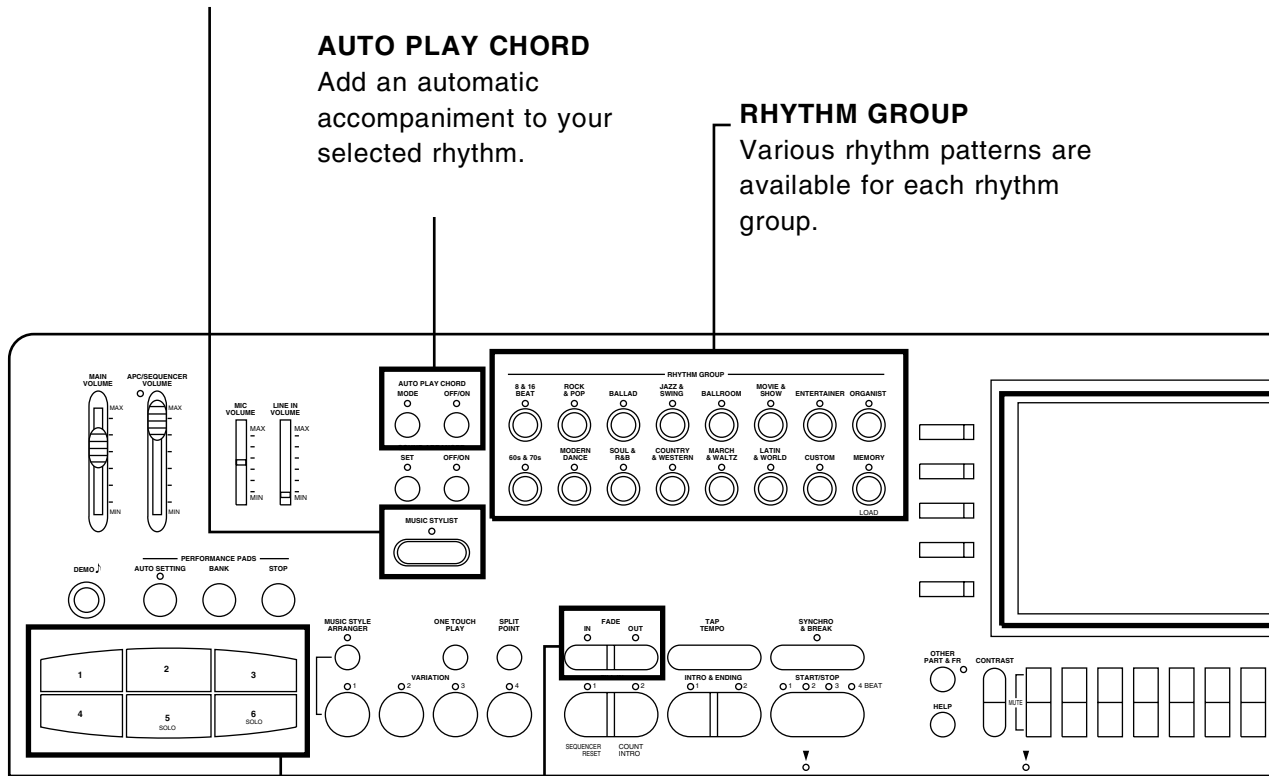 AUTO PLAY CHORD
Add an automatic
accompaniment to your
selected rhythm.
RHYTHM GROUP
Various rhythm patterns are
available for each rhythm
group.
MAIN
VOLUME
MAX
MIN
APC/SEQUENCER
VOLUME
MAX
MIN
MIC
VOLUME
MAX
MIN
LINE IN
VOLUME
MAX
MIN
AUTO PLAY CHORD
MODE OFF/ON
SET OFF/ON
MUSIC STYLIST
RHYTHM GROUP
8 & 16
BEAT
ROCK
& POP
BALLAD
JAZZ &
SWING
BALLROOM
MOVIE &
SHOW
ENTERTAINER
ORGANIST
60s & 70s
MODERN
DANCE
SOUL &
R&B
COUNTRY
& WESTERN
MARCH
& WALTZ
LATIN
& WORLD
CUSTOM
MEMORY
LOAD
DEMO♪
PERFORMANCE PADS
AUTO SETTING BANK STOP
1 2 3
4 5 6
SOLO SOLO
MUSIC STYLE
ARRANGER
ONE TOUCH
PLAY
SPLIT
POINT
VARIATION
1 2 3 4
FADE
IN OUT
TAP
TEMPO
SYNCHRO
& BREAK
1 2
SEQUENCER
RESET
COUNT
INTRO
INTRO & ENDING
1 2
START/STOP
1 2 3 4 BEAT
OTHER
PART & FR
CONTRAST
HELP
MUTE